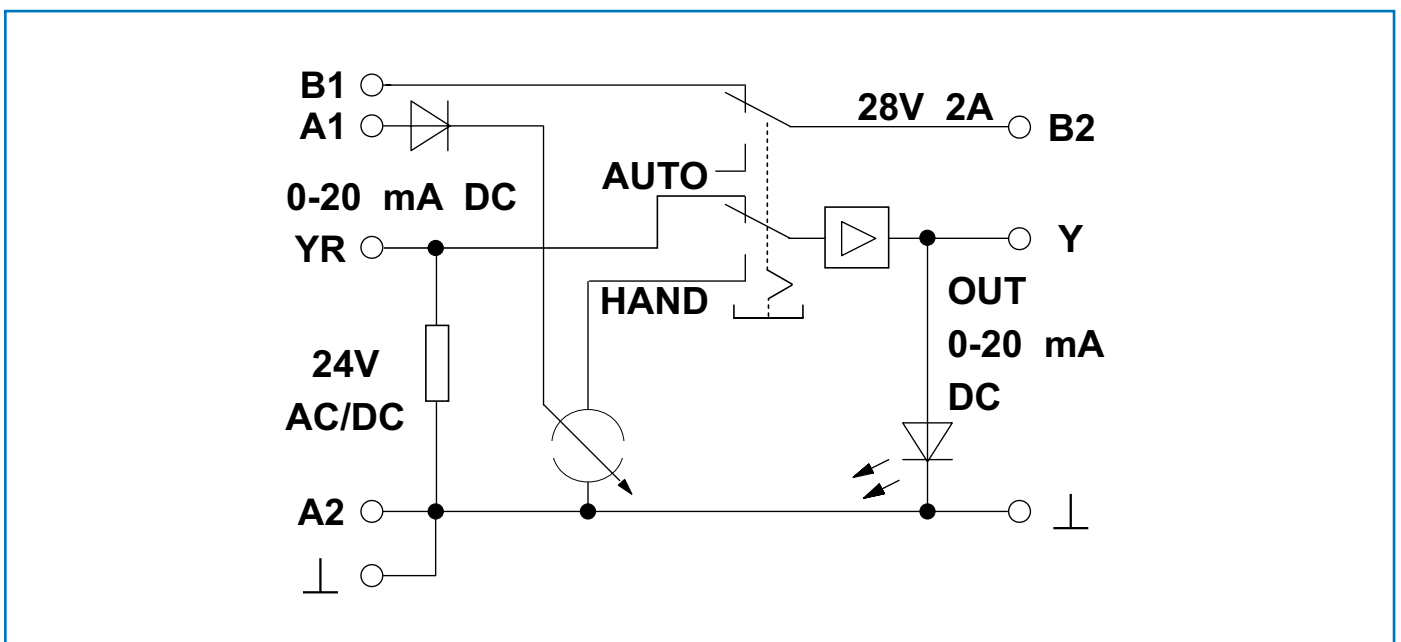 B1
A1
28V 2A
B2
AUTO
0-20 mA DC
YR
Y
HAND
OUT
0-20 mA
DC
24V
AC/DC
A2